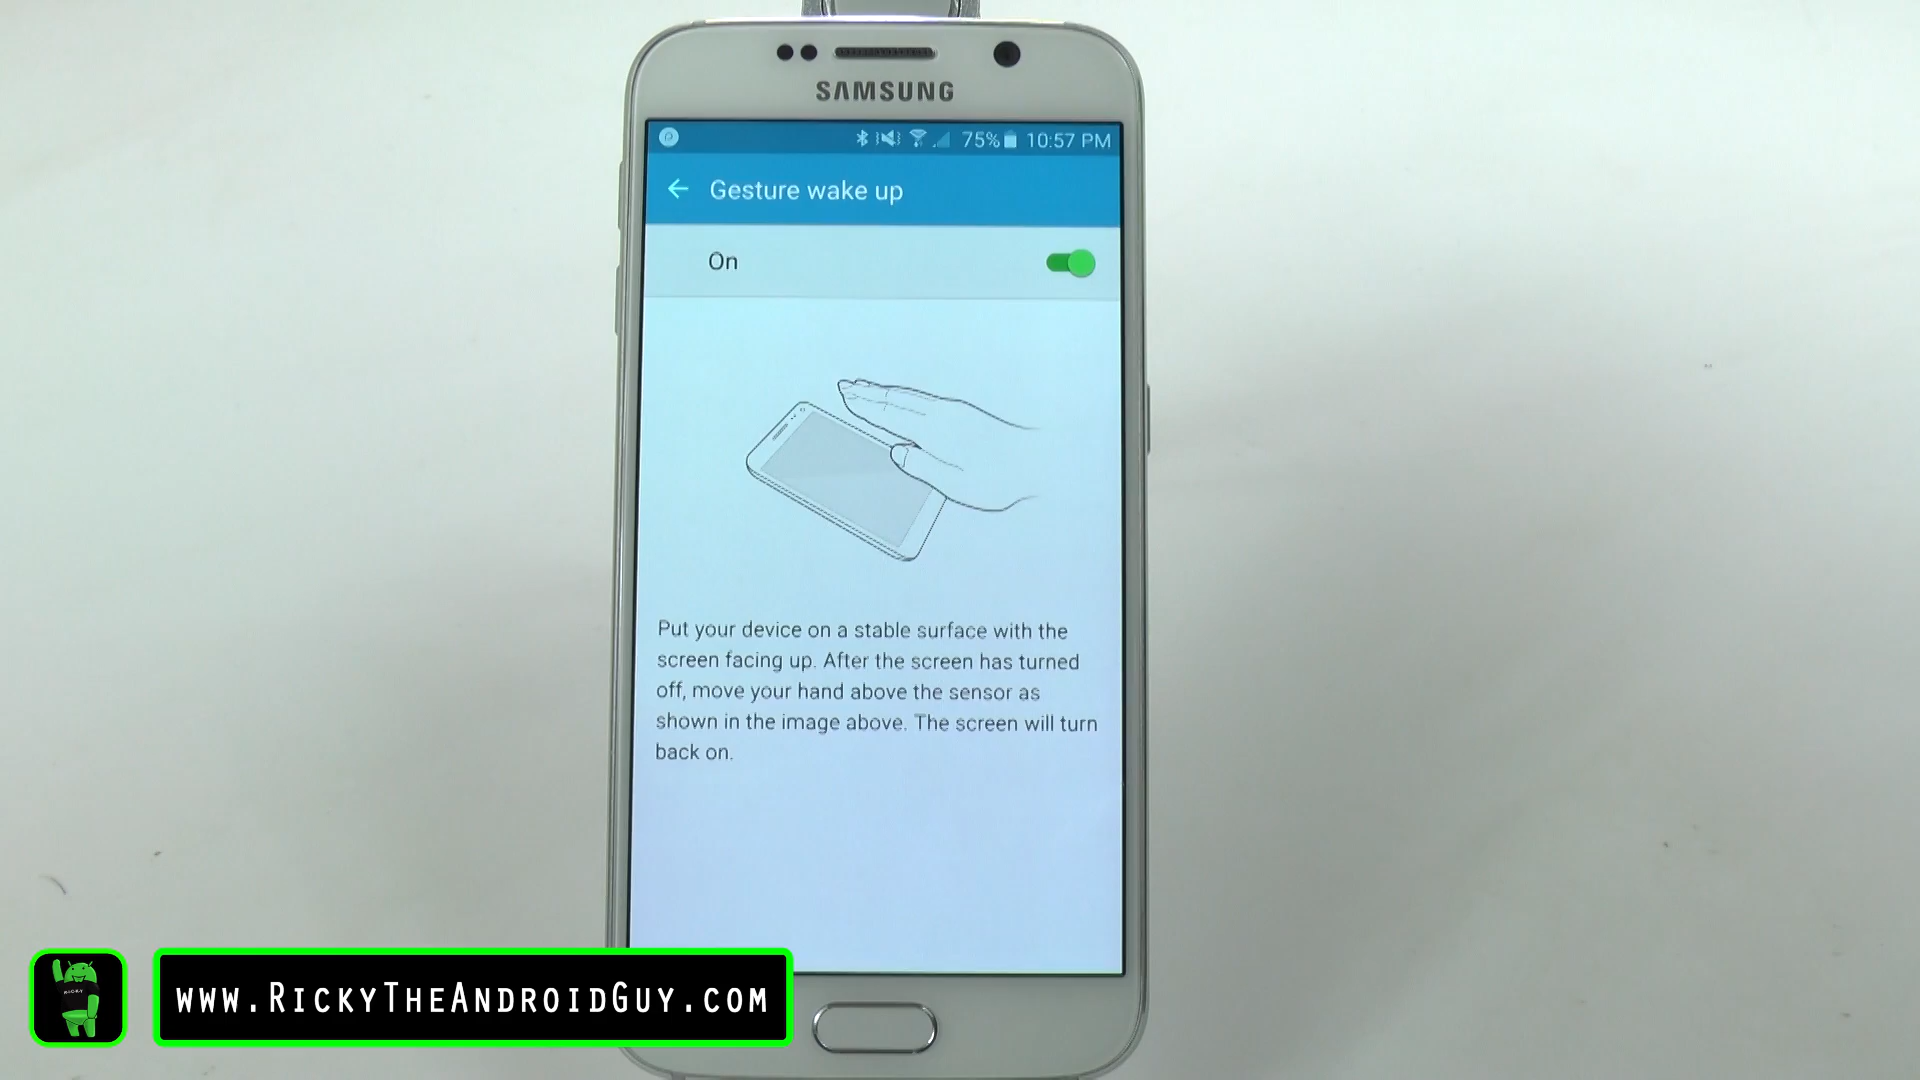 SAMSUNG
75% 10:57 PM
Gesture wake up
On
Put your device on a stable surface with the
screen facing up. After the screen has turned
off, move your hand above the sensor as
shown in the image above. The screen will turn
back on.
RICKY
www.RickyTheAndroidGuy.com